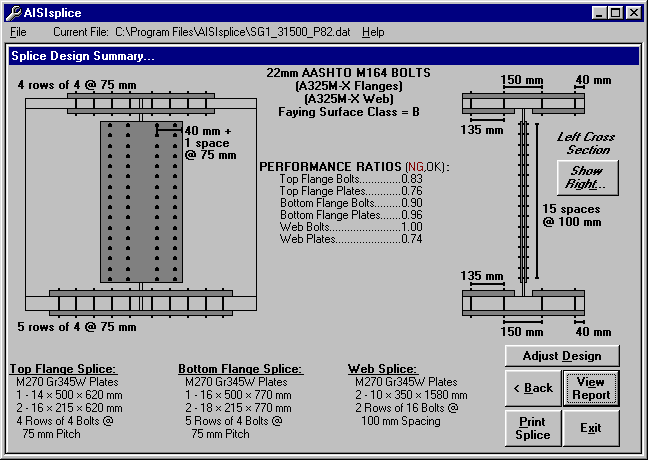 AISIsplice
File Current File: C:\Program Files\AISIsplice\SG1_31500_P82.dat Help
Splice Design Summary...
4 rows of 4 @ 75 mm
40 mm +
1 space
@ 75 mm
5 rows of 4 @ 75 mm
22mm AASHTO M164 BOLTS
(A325M-X Flanges)
(A325M-X Web)
Faying Surface Class = B
PERFORMANCE RATIOS (NG,OK):
Top Flange Bolts............0.83
Top Flange Plates...........0.76
Bottom Flange Bolts........0.90
Bottom Flange Plates.......0.96
Web Bolts.....................1.00
Web Plates....................0.74
150 mm 40 mm
135 mm
Left Cross
Section
Show
Right...
15 spaces
@ 100 mm
135 mm
150 mm 40 mm
Top Flange Splice:
M270 Gr345W Plates
1 - 14 × 500 × 620 mm
2 - 16 × 215 × 620 mm
4 Rows of 4 Bolts @
75 mm Pitch
Bottom Flange Splice:
M270 Gr345W Plates
1 - 16 × 500 × 770 mm
2 - 18 × 215 × 770 mm
5 Rows of 4 Bolts @
75 mm Pitch
Web Splice:
M270 Gr345W Plates
2 - 10 × 350 × 1580 mm
2 Rows of 16 Bolts @
100 mm Spacing
Adjust Design
< Back
View
Report
Print
Splice
Exit